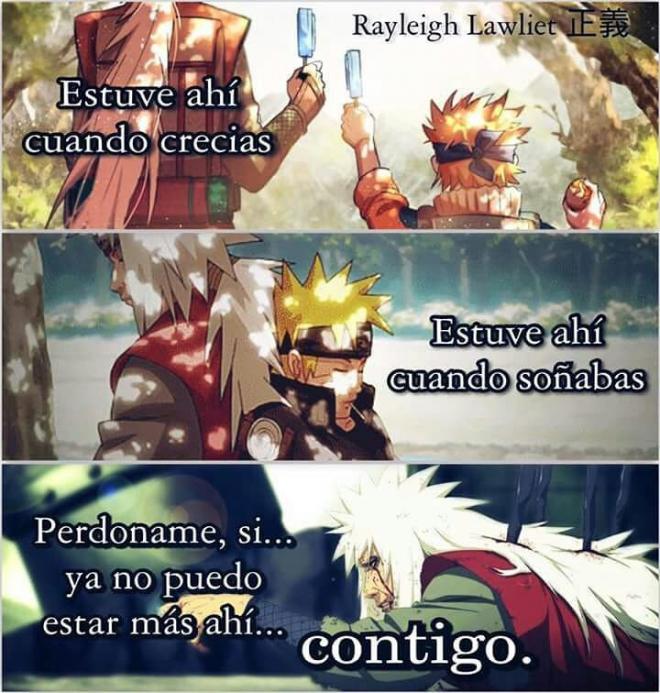 Rayleigh Lawliet 正義
Estuve ahí
cuando crecias
Estuve ahí
cuando soñabas
Perdoname, si...
ya no puedo
estar más ahí...
contigo.